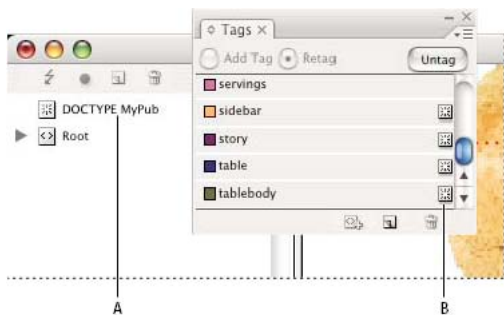 Tags ×
Add Tag Retag Untag
servings
DOCTYPE MyPub
sidebar
Root
story
table
tablebody
A B